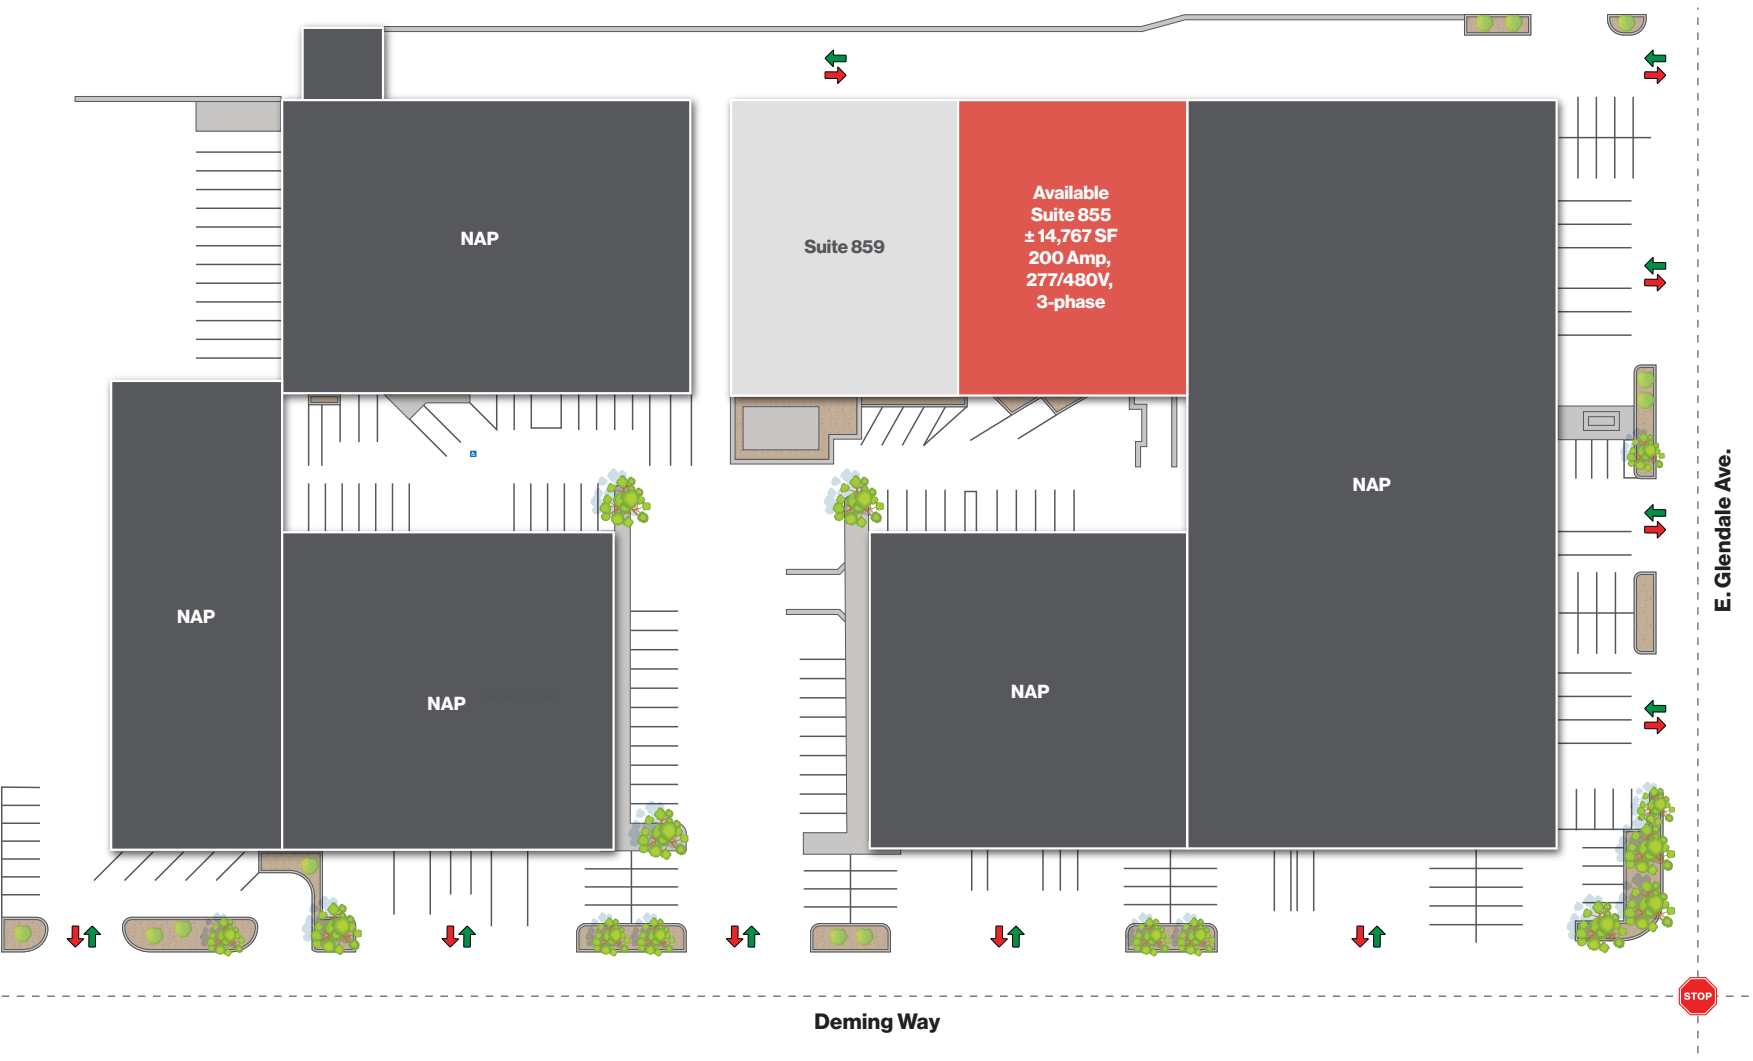 NAP
Suite 859
Available
Suite 855
± 14,767 SF
200 Amp,
277/480V,
3-phase
NAP
NAP
NAP
NAP
E. Glendale Ave.
STOP
Deming Way